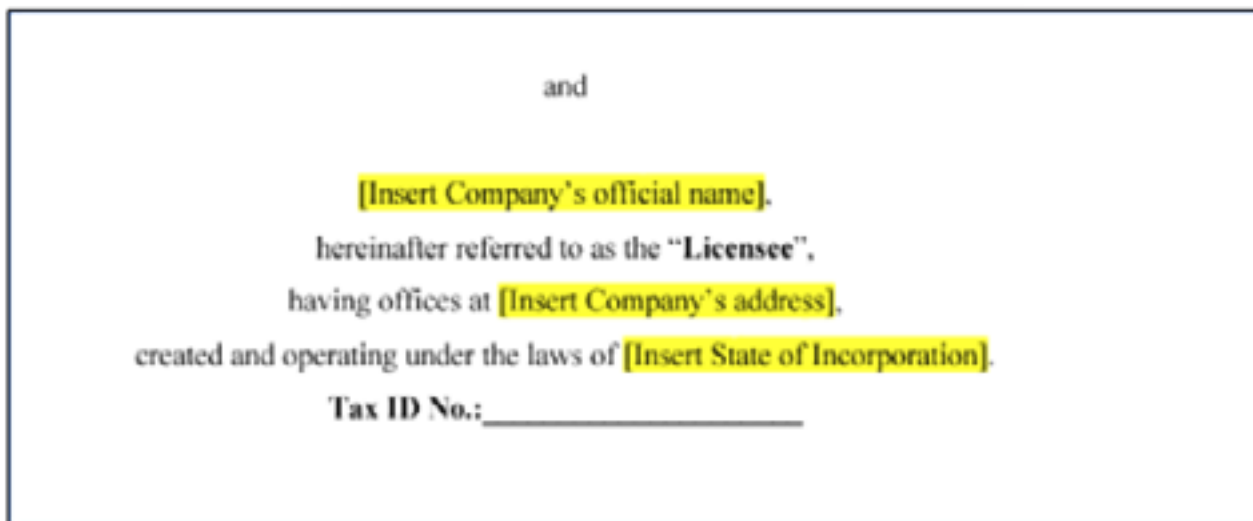 and
[Insert Company’s official name],
hereinafter referred to as the “Licensee”,
having offices at [Insert Company’s address],
created and operating under the laws of [Insert State of Incorporation].
Tax ID No.:_____________________